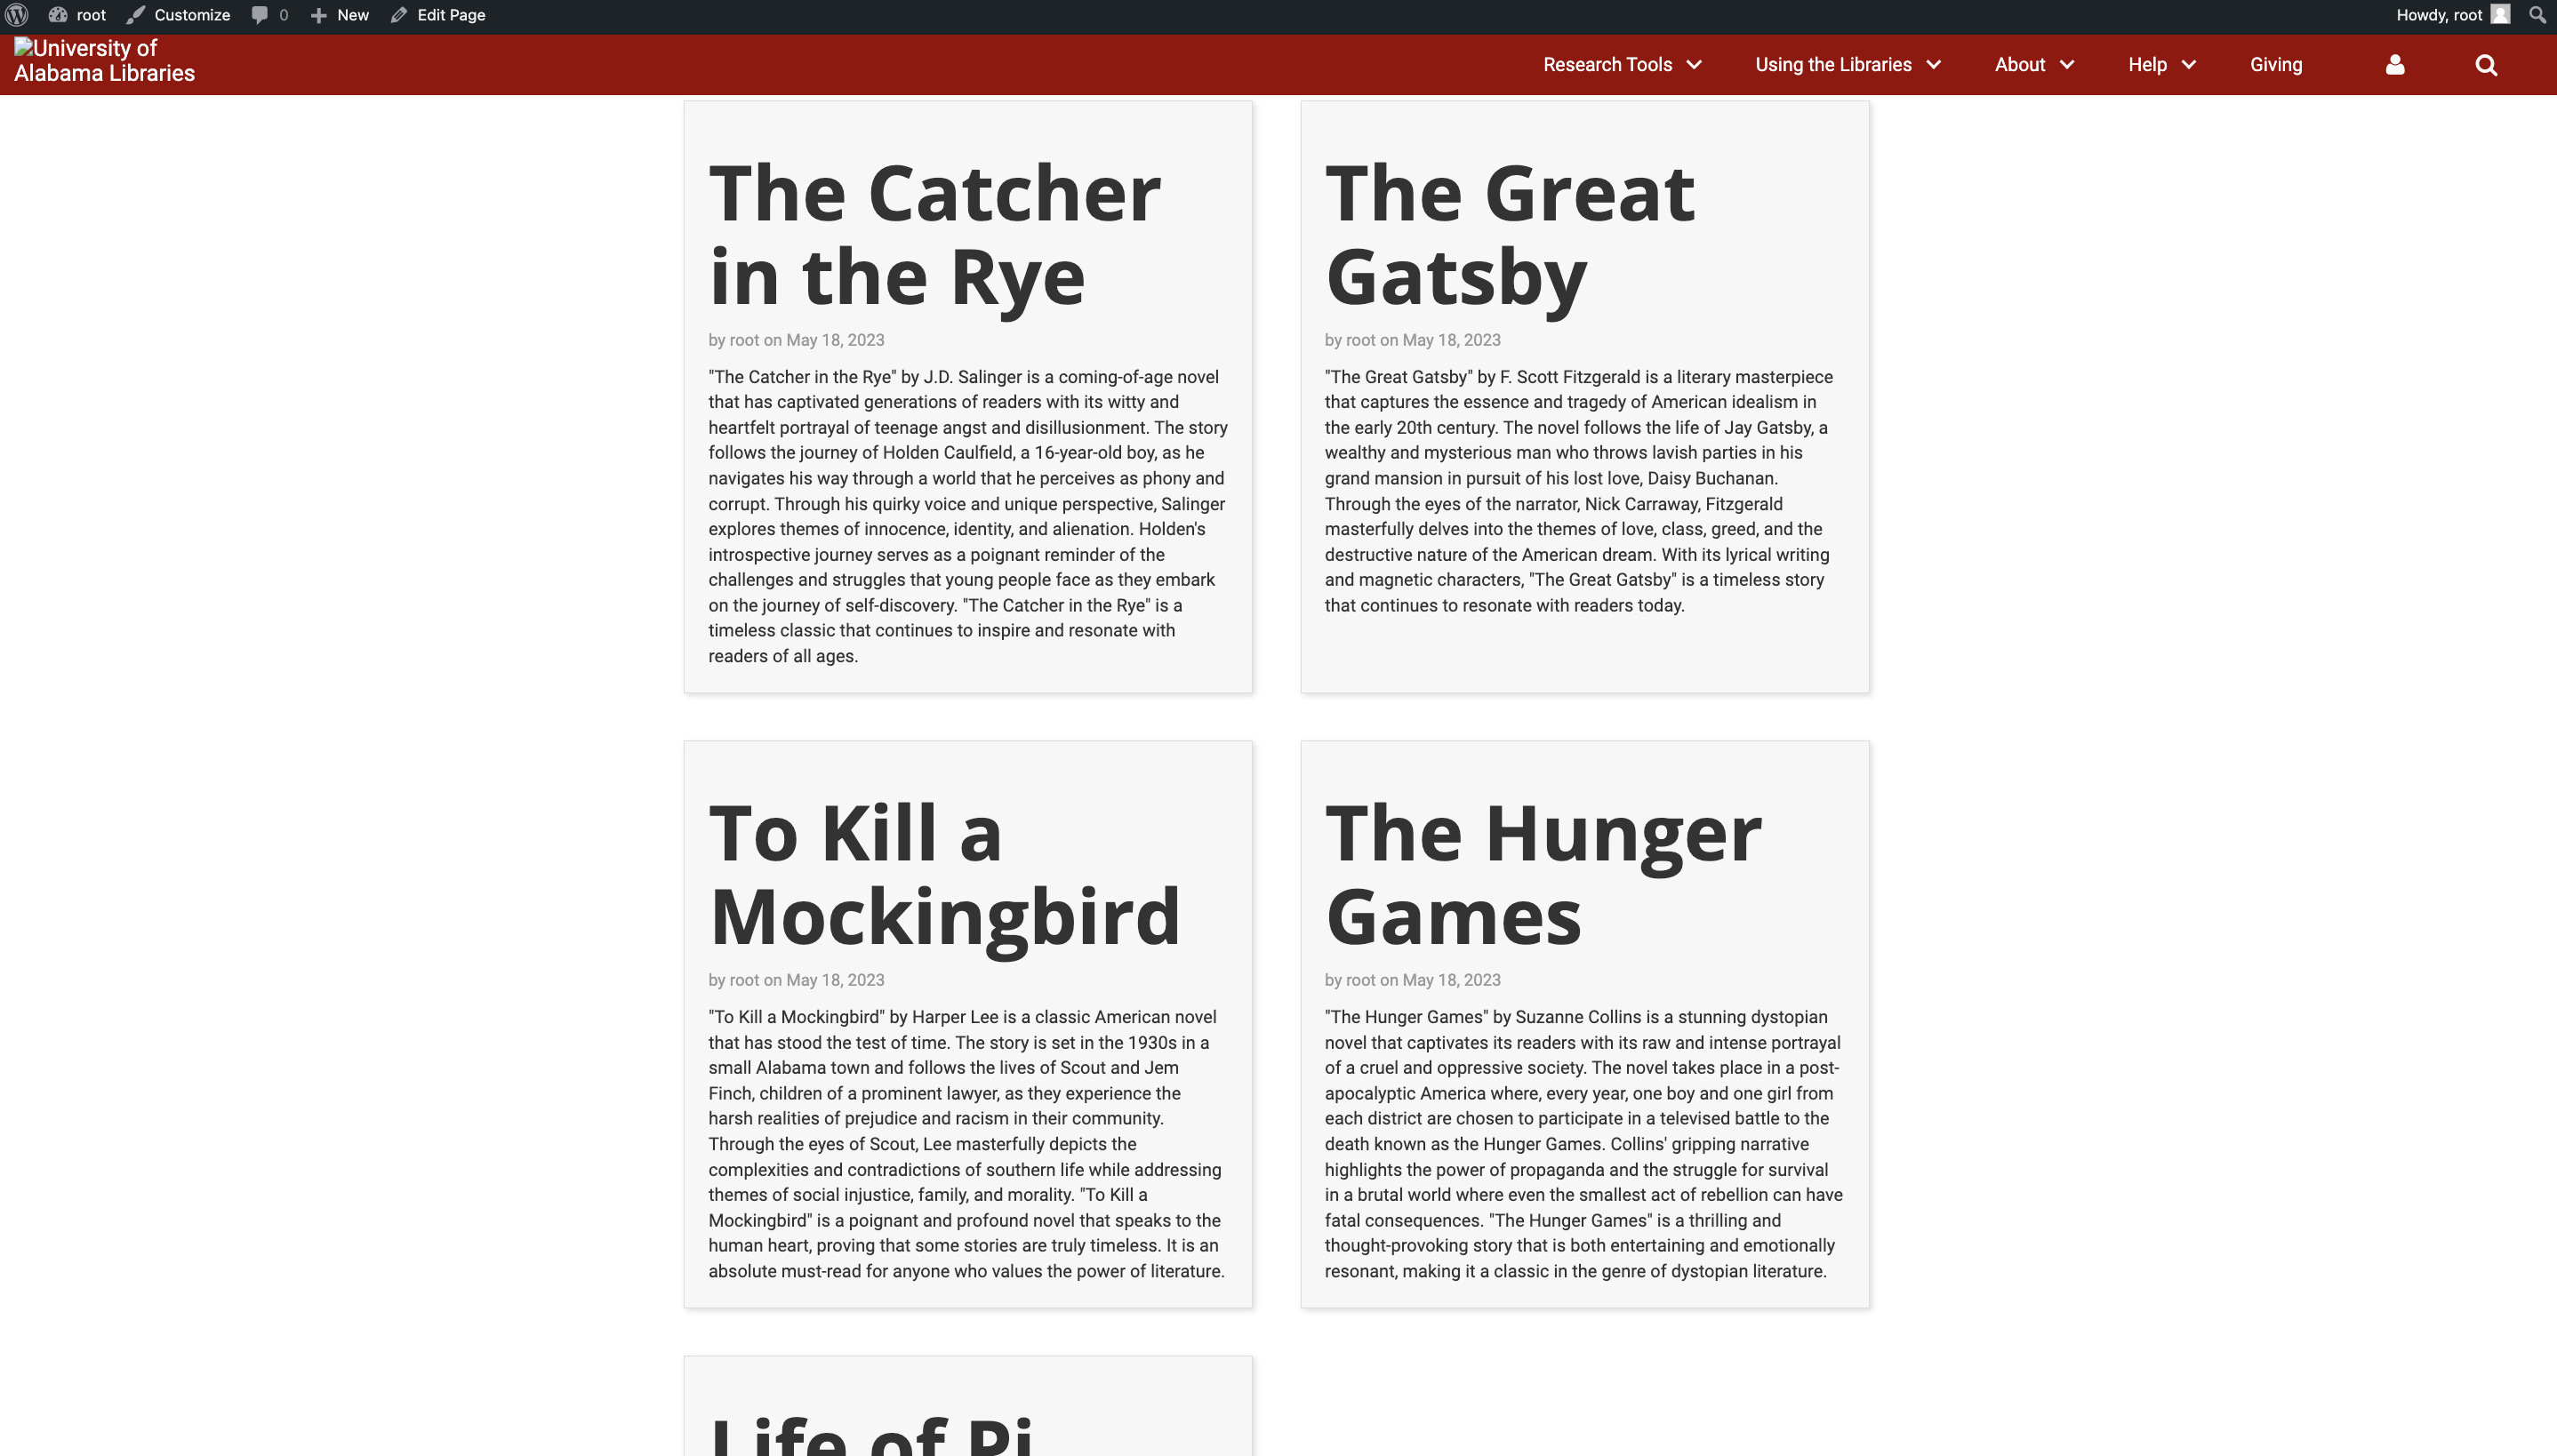 root Customize 0 New Edit Page Howdy, root
University of
Alabama Libraries
Research Tools Using the Libraries About Help Giving
The Catcher
in the Rye
by root on May 18, 2023
"The Catcher in the Rye" by J.D. Salinger is a coming-of-age novel
that has captivated generations of readers with its witty and
heartfelt portrayal of teenage angst and disillusionment. The story
follows the journey of Holden Caulfield, a 16-year-old boy, as he
navigates his way through a world that he perceives as phony and
corrupt. Through his quirky voice and unique perspective, Salinger
explores themes of innocence, identity, and alienation. Holden's
introspective journey serves as a poignant reminder of the
challenges and struggles that young people face as they embark
on the journey of self-discovery. "The Catcher in the Rye" is a
timeless classic that continues to inspire and resonate with
readers of all ages.
The Great
Gatsby
by root on May 18, 2023
"The Great Gatsby" by F. Scott Fitzgerald is a literary masterpiece
that captures the essence and tragedy of American idealism in
the early 20th century. The novel follows the life of Jay Gatsby, a
wealthy and mysterious man who throws lavish parties in his
grand mansion in pursuit of his lost love, Daisy Buchanan.
Through the eyes of the narrator, Nick Carraway, Fitzgerald
masterfully delves into the themes of love, class, greed, and the
destructive nature of the American dream. With its lyrical writing
and magnetic characters, "The Great Gatsby" is a timeless story
that continues to resonate with readers today.
To Kill a
Mockingbird
by root on May 18, 2023
"To Kill a Mockingbird" by Harper Lee is a classic American novel
that has stood the test of time. The story is set in the 1930s in a
small Alabama town and follows the lives of Scout and Jem
Finch, children of a prominent lawyer, as they experience the
harsh realities of prejudice and racism in their community.
Through the eyes of Scout, Lee masterfully depicts the
complexities and contradictions of southern life while addressing
themes of social injustice, family, and morality. "To Kill a
Mockingbird" is a poignant and profound novel that speaks to the
human heart, proving that some stories are truly timeless. It is an
absolute must-read for anyone who values the power of literature.
The Hunger
Games
by root on May 18, 2023
"The Hunger Games" by Suzanne Collins is a stunning dystopian
novel that captivates its readers with its raw and intense portrayal
of a cruel and oppressive society. The novel takes place in a post-
apocalyptic America where, every year, one boy and one girl from
each district are chosen to participate in a televised battle to the
death known as the Hunger Games. Collins' gripping narrative
highlights the power of propaganda and the struggle for survival
in a brutal world where even the smallest act of rebellion can have
fatal consequences. "The Hunger Games" is a thrilling and
thought-provoking story that is both entertaining and emotionally
resonant, making it a classic in the genre of dystopian literature.
Life of Pi